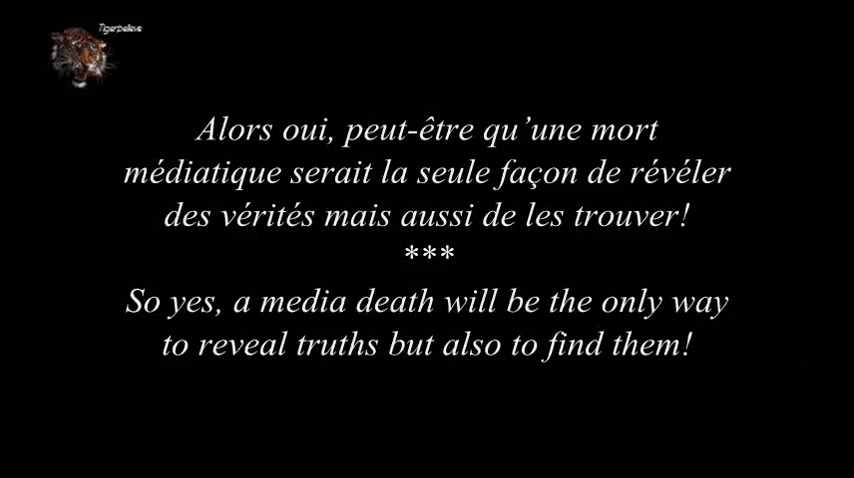 Tigerbelieve
Alors oui, peut-être qu’une mort
médiatique serait la seule façon de révéler
des vérités mais aussi de les trouver!
***
So yes, a media death will be the only way
to reveal truths but also to find them!